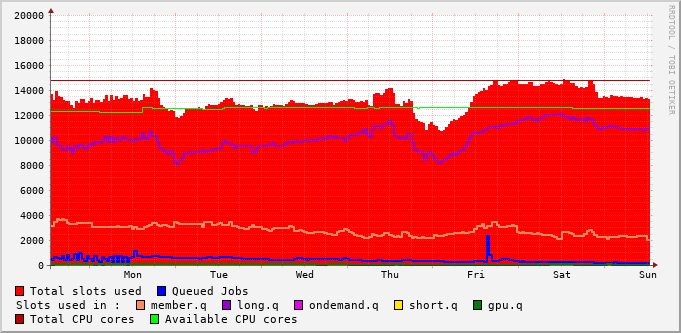 20000
18000
16000
14000
12000
10000
8000
6000
4000
2000
0
Mon Tue Wed Thu Fri Sat Sun
RRDTOOL / TOBI OETIKER
Total slots used Queued Jobs
Slots used in : member.q long.q ondemand.q short.q gpu.q
Total CPU cores Available CPU cores